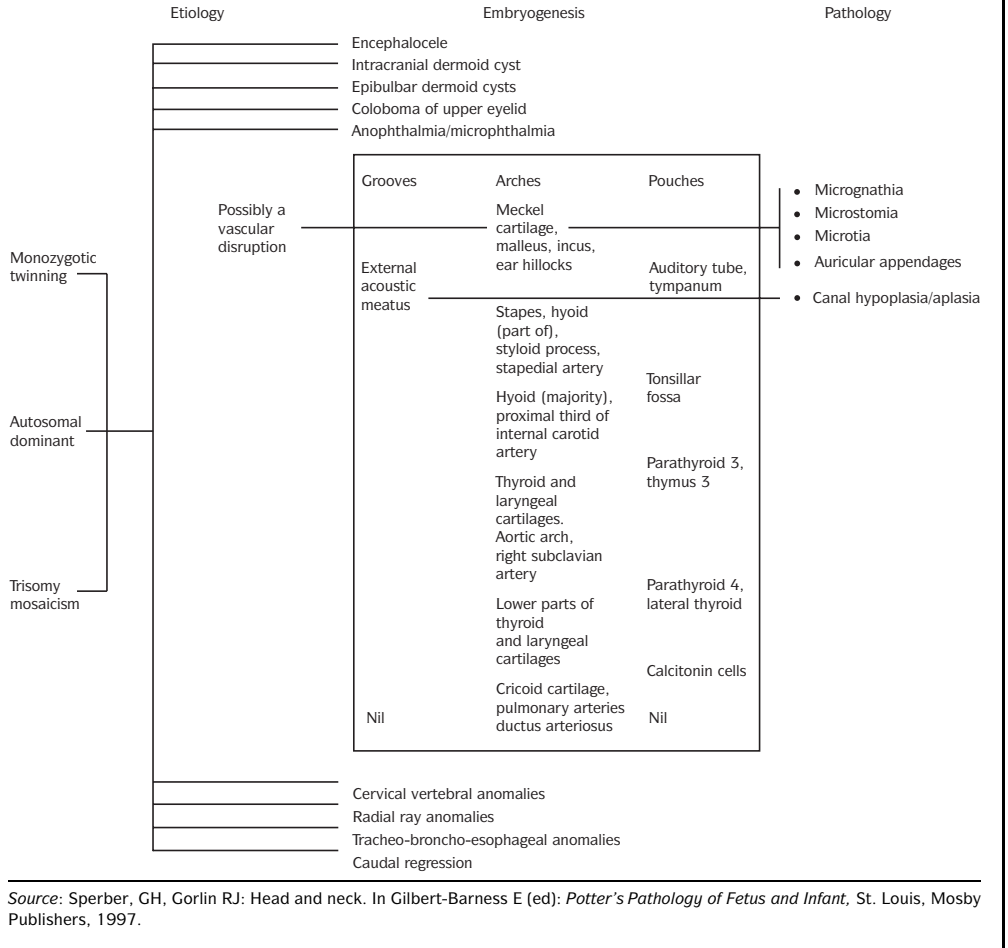 Etiology
Embryogenesis
Pathology
Encephalocele
Intracranial dermoid cyst
Epibulbar dermoid cysts
Coloboma of upper eyelid
Anophthalmia/microphthalmia
Monozygotic
twinning
Autosomal
dominant
Trisomy
mosaicism
Possibly a
vascular
disruption
Grooves
External
acoustic
meatus
Nil
Arches
Meckel
cartilage,
malleus, incus,
ear hillocks
Stapes, hyoid
(part of),
styloid process,
stapedial artery
Hyoid (majority),
proximal third of
internal carotid
artery
Thyroid and
laryngeal
cartilages.
Aortic arch,
right subclavian
artery
Lower parts of
thyroid
and laryngeal
cartilages
Cricoid cartilage,
pulmonary arteries
ductus arteriosus
Pouches
Auditory tube,
tympanum
Tonsillar
fossa
Parathyroid 3,
thymus 3
Parathyroid 4,
lateral thyroid
Calcitonin cells
Nil
• Micrognathia
• Microstomia
• Microtia
• Auricular appendages
• Canal hypoplasia/aplasia
Cervical vertebral anomalies
Radial ray anomalies
Tracheo-broncho-esophageal anomalies
Caudal regression
Source: Sperber, GH, Gorlin RJ: Head and neck. In Gilbert-Barness E (ed): Potter's Pathology of Fetus and Infant, St. Louis, Mosby
Publishers, 1997.